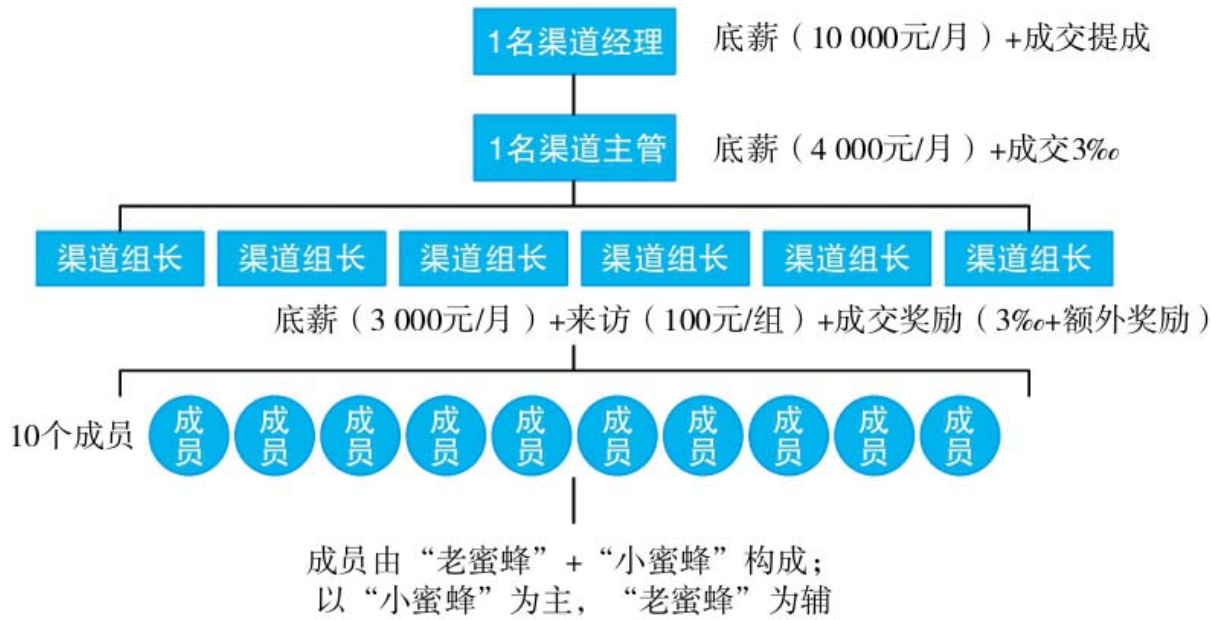 1名渠道经理 底薪（10 000元/月）+成交提成
1名渠道主管 底薪（4 000元/月）+成交3‰
渠道组长 渠道组长 渠道组长 渠道组长 渠道组长 渠道组长
底薪（3 000元/月）+来访（100元/组）+成交奖励（3‰+额外奖励）
10个成员 成员 成员 成员 成员 成员 成员 成员 成员 成员 成员
成员由“老蜜蜂”+“小蜜蜂”构成；
以“小蜜蜂”为主，“老蜜蜂”为辅